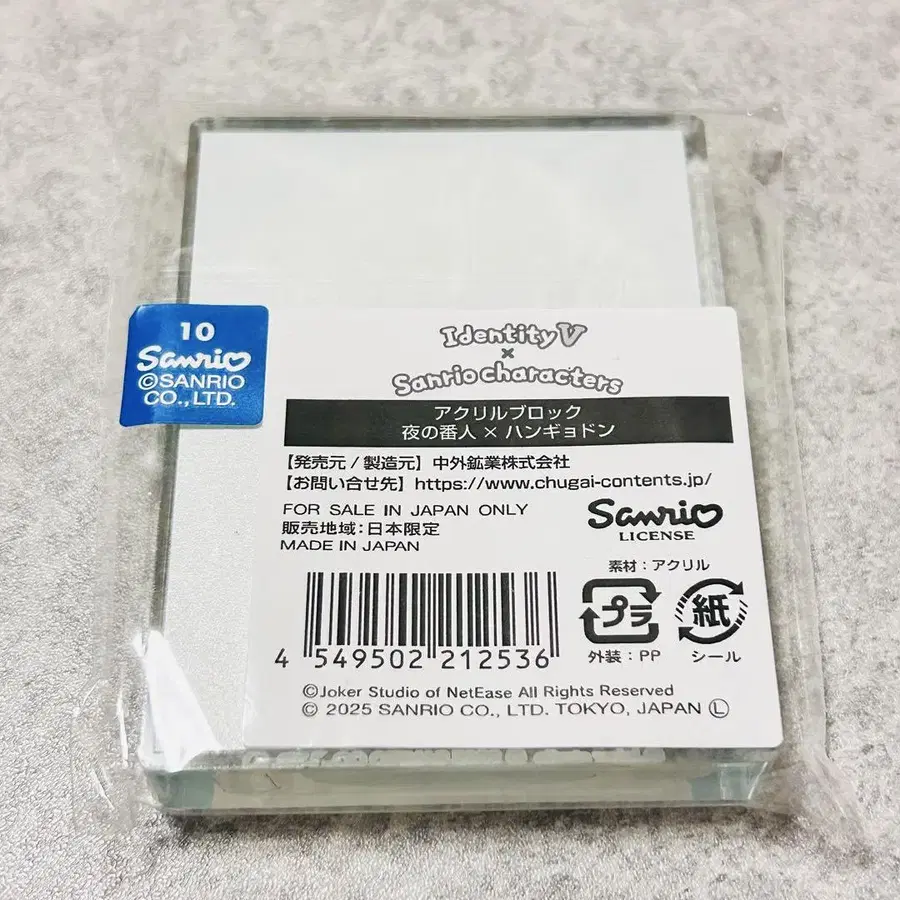 10
Sanrio
©SANRIO
CO., LTD.
Identity V
×
Sanrio characters
アクリルブロック
夜の番人 × ハンギョドン
【発売元 / 製造元】 中外鉱業株式会社
【お問い合せ先】 https://www.chugai-contents.jp/
FOR SALE IN JAPAN ONLY
販売地域：日本限定
MADE IN JAPAN
Sanrio
LICENSE
素材：アクリル
プラ
紙
外装：PP
シール
4 549502 212536
©Joker Studio of NetEase All Rights Reserved
© 2025 SANRIO CO., LTD. TOKYO, JAPAN Ⓛ